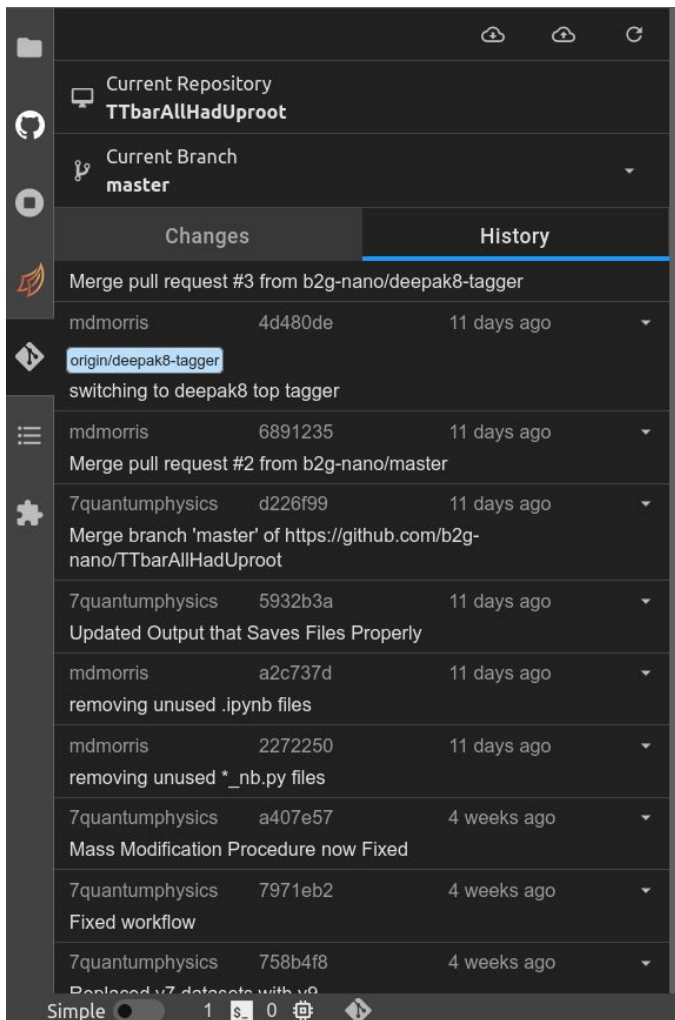 Current Repository
TTbarAllHadUproot
Current Branch
master
Changes History
Merge pull request #3 from b2g-nano/deepak8-tagger
mdmorris 4d480de 11 days ago
origin/deepak8-tagger
switching to deepak8 top tagger
mdmorris 6891235 11 days ago
Merge pull request #2 from b2g-nano/master
7quantumphysics d226f99 11 days ago
Merge branch 'master' of https://github.com/b2g-
nano/TTbarAllHadUproot
7quantumphysics 5932b3a 11 days ago
Updated Output that Saves Files Properly
mdmorris a2c737d 11 days ago
removing unused .ipynb files
mdmorris 2272250 11 days ago
removing unused *_nb.py files
7quantumphysics a407e57 4 weeks ago
Mass Modification Procedure now Fixed
7quantumphysics 7971eb2 4 weeks ago
Fixed workflow
7quantumphysics 758b4f8 4 weeks ago
Replaced v7 datasets with v9
Simple 1 $_ 0